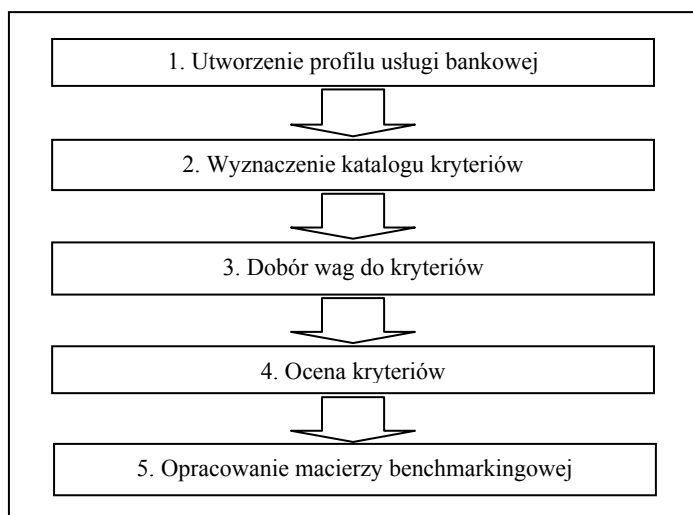 1. Utworzenie profilu usługi bankowej
2. Wyznaczenie katalogu kryteriów
3. Dobór wag do kryteriów
4. Ocena kryteriów
5. Opracowanie macierzy benchmarkingowej